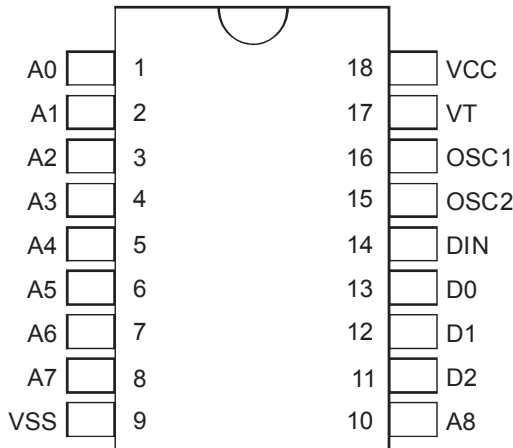 A0 1 18 VCC
A1 2 17 VT
A2 3 16 OSC1
A3 4 15 OSC2
A4 5 14 DIN
A5 6 13 D0
A6 7 12 D1
A7 8 11 D2
VSS 9 10 A8